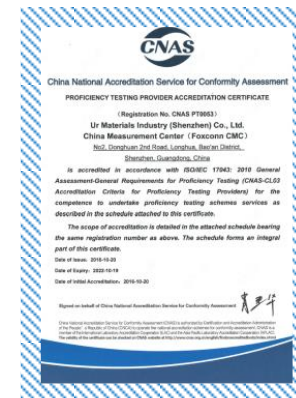 CNAS
China National Accreditation Service for Conformity Assessment
PROFICIENCY TESTING PROVIDER ACCREDITATION CERTIFICATE
(Registration No. CNAS PT0053)
Ur Materials Industry (Shenzhen) Co., Ltd.
China Measurement Center (Foxconn CMC)
No2, Donghuan 2nd Road, Longhua, Bao'an District,
Shenzhen, Guangdong, China
is accredited in accordance with ISO/IEC 17043: 2010 General
Assessment-General Requirements for Proficiency Testing (CNAS-CL03
Accreditation Criteria for Proficiency Testing Providers) for the
competence to undertake proficiency testing schemes services as
described in the schedule attached to this certificate.
The scope of accreditation is detailed in the attached schedule bearing
the same registration number as above. The schedule forms an integral
part of this certificate.
Date of Issue: 2016-10-20
Date of Expiry: 2022-10-19
Date of Initial Accreditation: 2016-10-20
Signed on behalf of China National Accreditation Service for Conformity Assessment